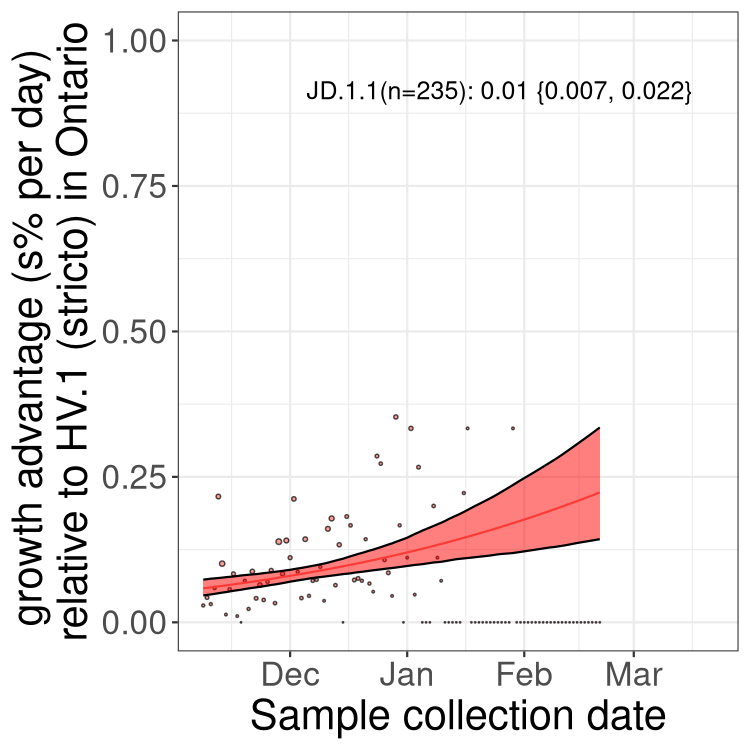 growth advantage (s% per day)
relative to HV.1 (stricto) in Ontario
1.00
0.75
0.50
0.25
0.00
JD.1.1(n=235): 0.01 {0.007, 0.022}
Dec Jan Feb Mar
Sample collection date